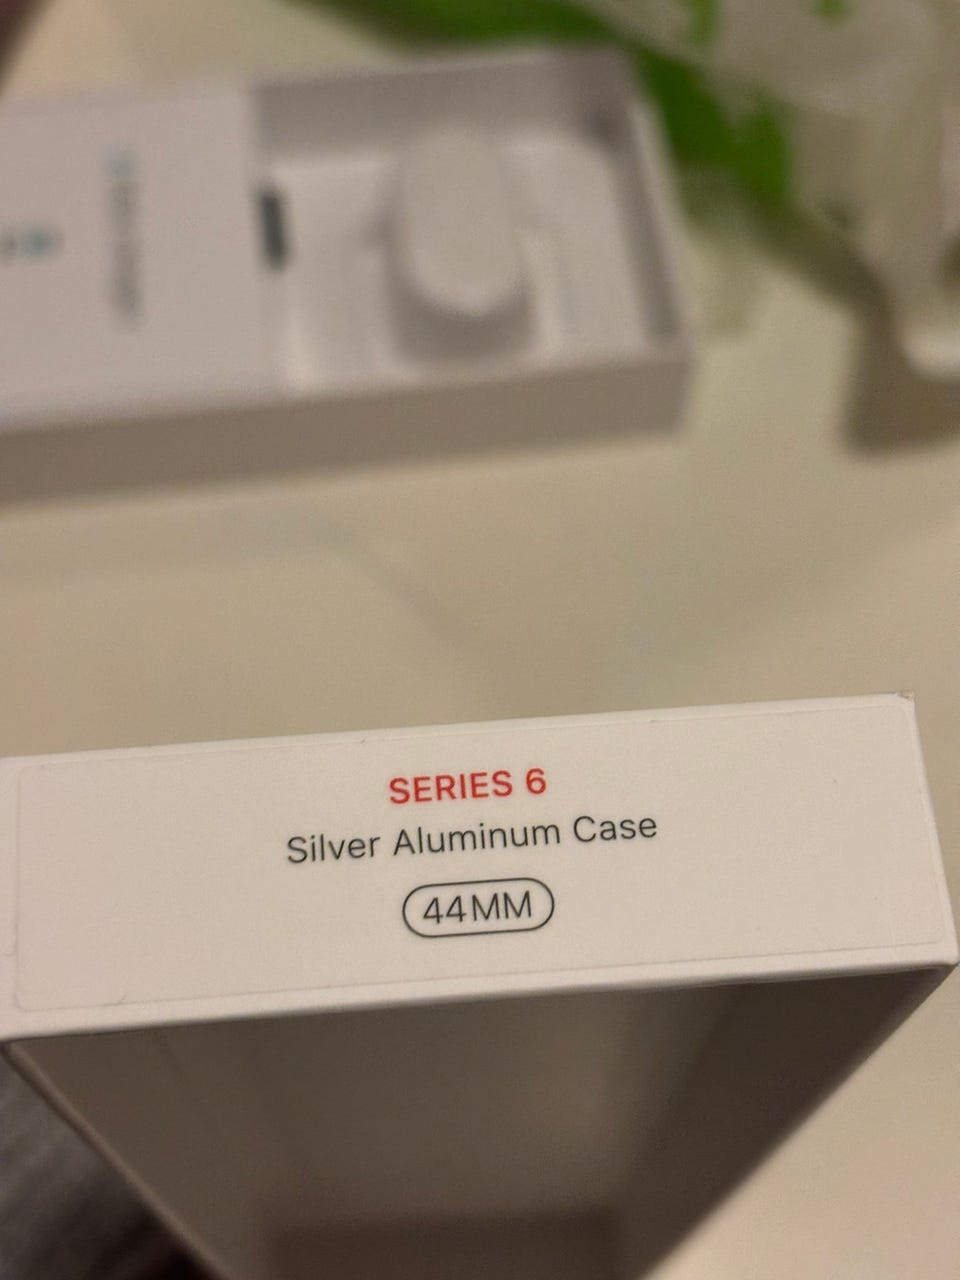 SERIES 6
Silver Aluminum Case
44MM